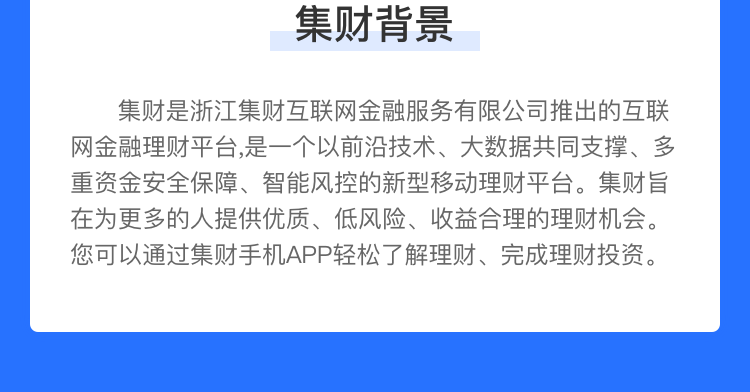 集财背景
集财是浙江集财互联网金融服务有限公司推出的互联
网金融理财平台,是一个以前沿技术、大数据共同支撑、多
重资金安全保障、智能风控的新型移动理财平台。集财旨
在为更多的人提供优质、低风险、收益合理的理财机会。
您可以通过集财手机APP轻松了解理财、完成理财投资。